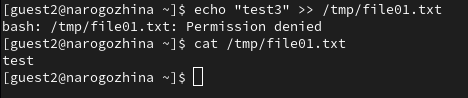 [guest2@narogozhina ~]$ echo "test3" >> /tmp/file01.txt
bash: /tmp/file01.txt: Permission denied
[guest2@narogozhina ~]$ cat /tmp/file01.txt
test
[guest2@narogozhina ~]$